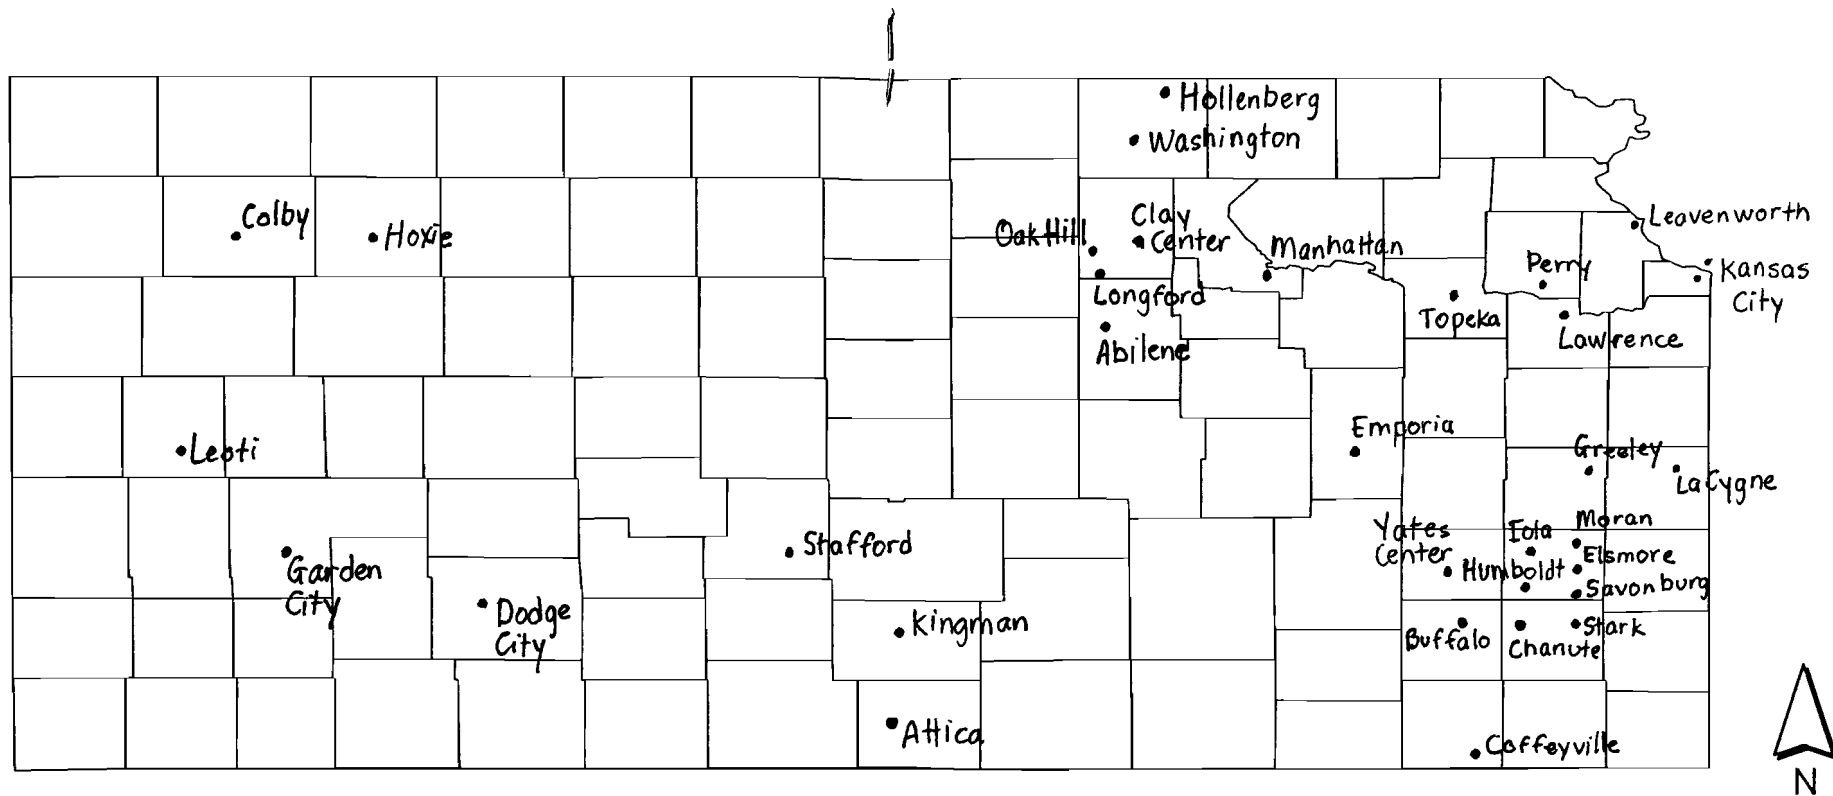 Hollenberg
Washington
Colby
Hoxie
Oak Hill
Clay
Center
Manhattan
Leavenworth
Perry
Kansas
City
Longford
Topeka
Lawrence
Abilene
Leoti
Emporia
Greeley
LaCygne
Garden
City
Stafford
Yates
Center
Iola
Moran
Humboldt
Elsmore
Savonburg
Dodge
City
Kingman
Buffalo
Chanute
Stark
Attica
Coffeyville
N